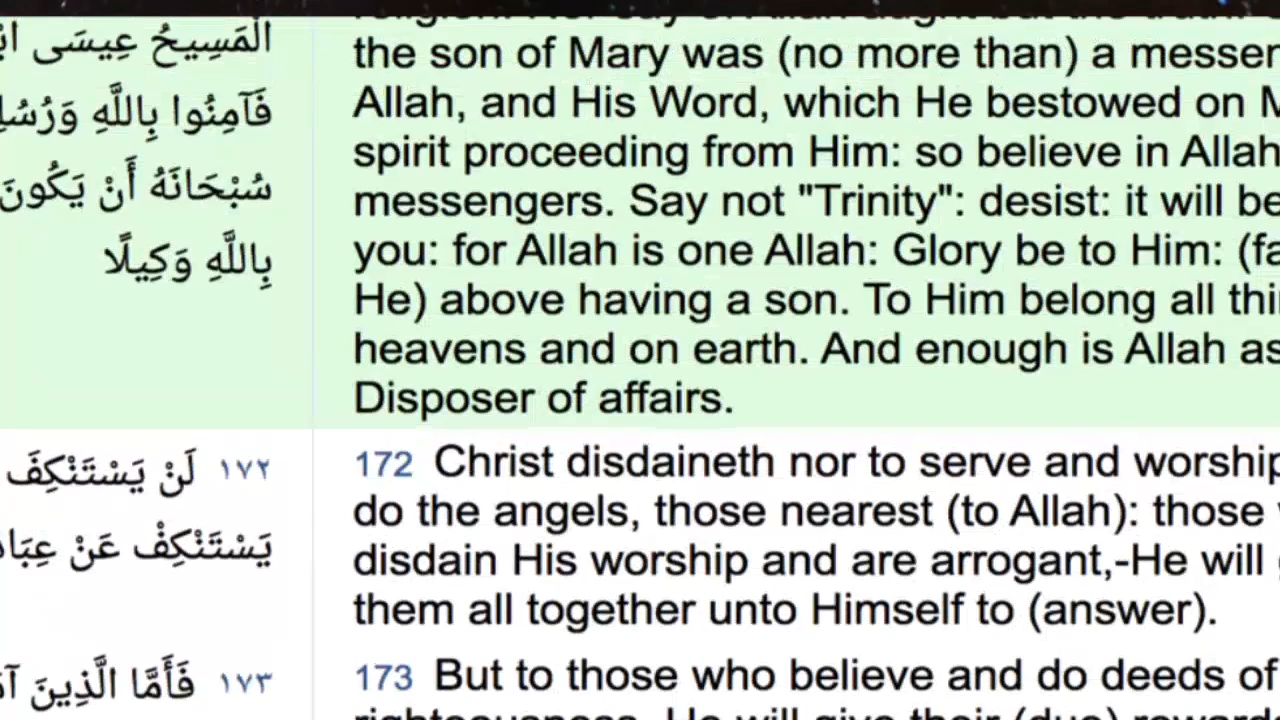 الْمَسِيحُ عِيسَى
فَآمِنُوا بِاللَّهِ
سُبْحَانَهُ أَنْ يَكُونَ
بِاللَّهِ وَكِيلًا
the son of Mary was (no more than) a
Allah, and His Word, which He bestowed on
spirit proceeding from Him: so believe in Allah
messengers. Say not "Trinity": desist: it will be
you: for Allah is one Allah: Glory be to Him:
He) above having a son. To Him belong all
heavens and on earth. And enough is Allah as
Disposer of affairs.
١٧٢ لَنْ يَسْتَنْكِفَ
يَسْتَنْكِفْ عَنْ
172 Christ disdaineth nor to serve and worship
do the angels, those nearest (to Allah): those
disdain His worship and are arrogant,-He will
them all together unto Himself to (answer).
١٧٣ فَأَمَّا الَّذِينَ
173 But to those who believe and do deeds of